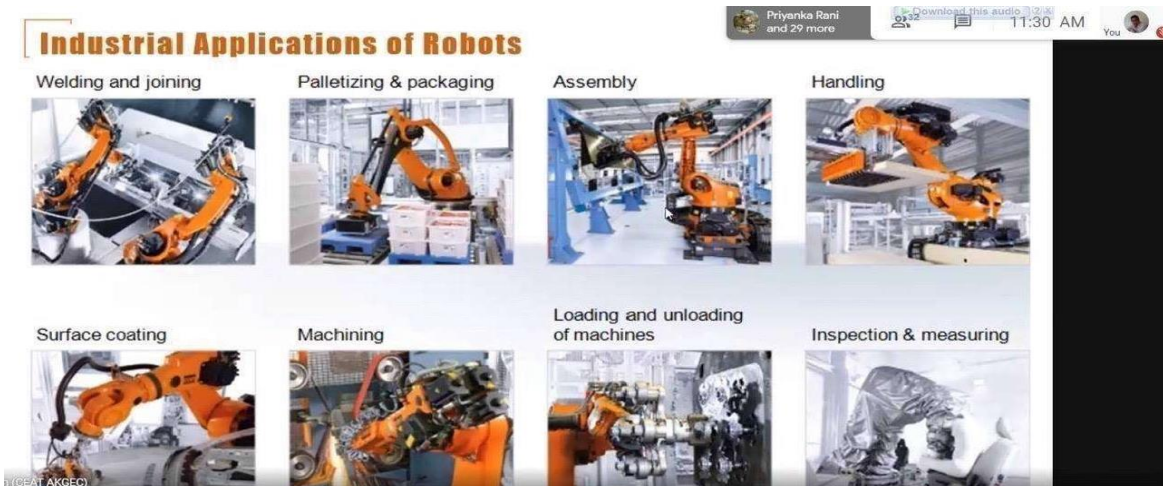 Industrial Applications of Robots
Priyanka Rani
and 29 more
32
Download this audio
11:30 AM
You
Welding and joining
Palletizing & packaging
Assembly
Handling
Surface coating
Machining
Loading and unloading
of machines
Inspection & measuring
(CEAT AKGEC)